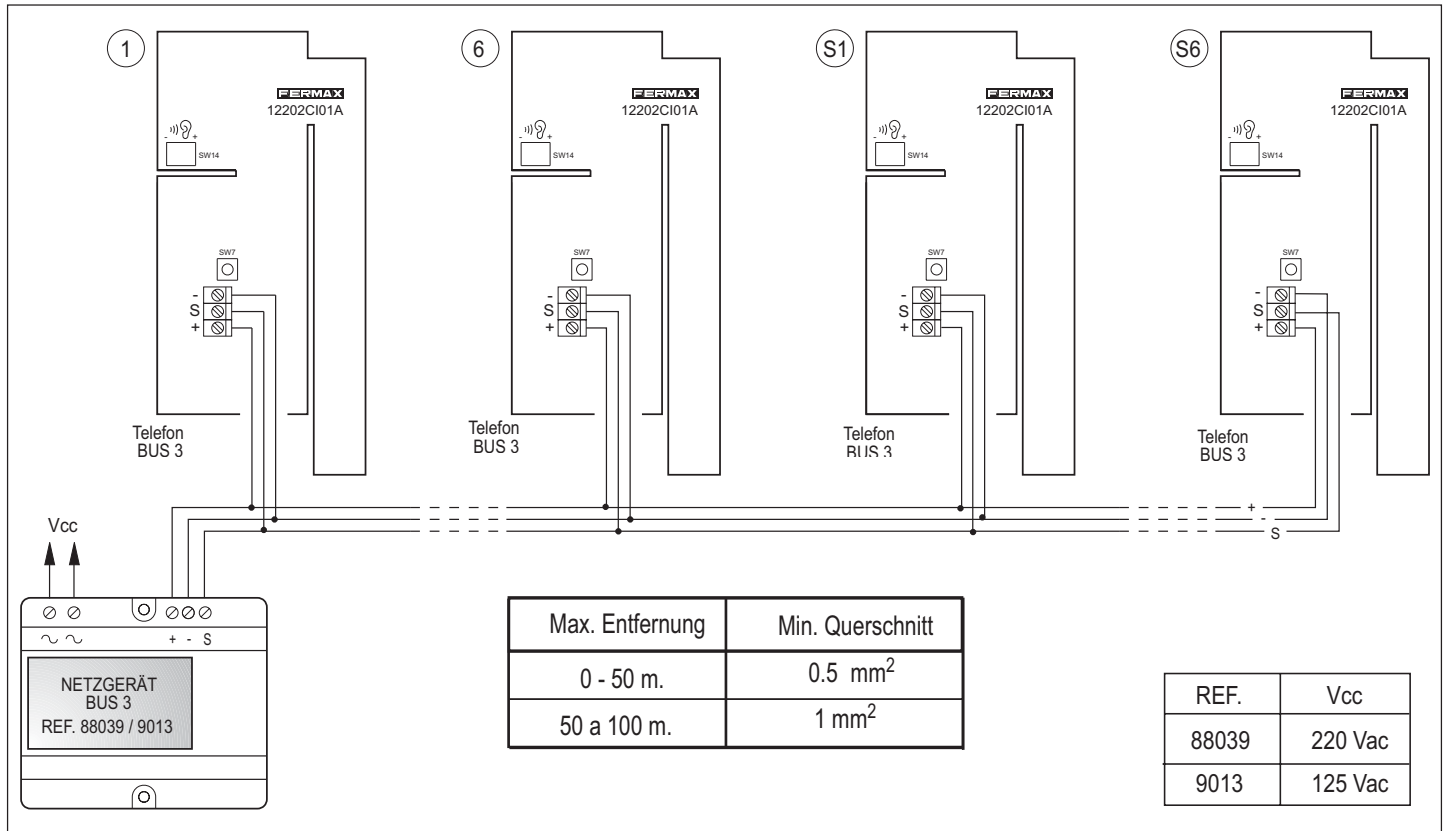 1
FERMAX
12202CI01A
- +
SW14
SW7
-
S
+
Telefon
BUS 3
6
FERMAX
12202CI01A
- +
SW14
SW7
-
S
+
Telefon
BUS 3
S1
FERMAX
12202CI01A
- +
SW14
SW7
-
S
+
Telefon
BUS 3
S6
FERMAX
12202CI01A
- +
SW14
SW7
-
S
+
Telefon
BUS 3
+
-
S
Vcc
+ - S
NETZGERÄT
BUS 3
REF. 88039 / 9013
Max. Entfernung Min. Querschnitt
0 - 50 m. 0.5 mm²
50 a 100 m. 1 mm²
REF. Vcc
88039 220 Vac
9013 125 Vac